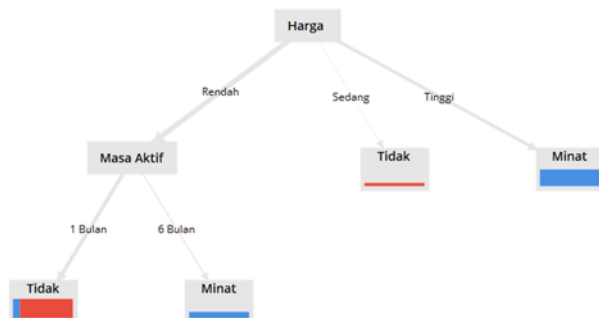 Harga
Rendah
Sedang
Tinggi
Masa Aktif
Tidak
Minat
1 Bulan
6 Bulan
Tidak
Minat